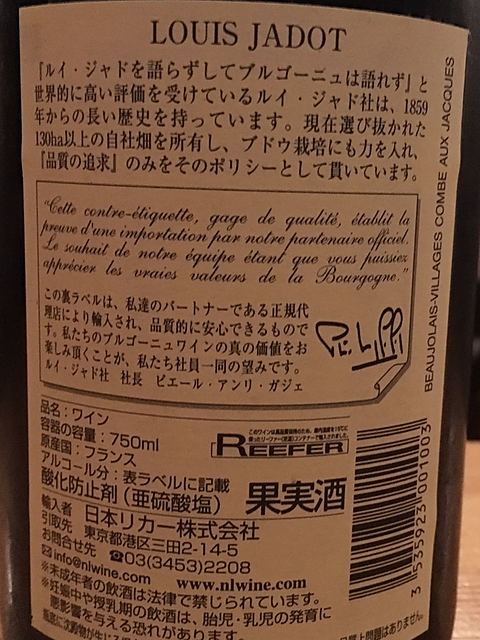 LOUIS JADOT
『ルイ・ジャドを語らずしてブルゴーニュは語れず』と
世界的に高い評価を受けているルイ・ジャド社は、1859
年からの長い歴史を持っています。現在選び抜かれた
130ha以上の自社畑を所有し、ブドウ栽培にも力を入れ、
『品質の追求』のみをそのポリシーとして貫いています。
"Cette contre-étiquette, gage de qualité, établit la
preuve d'une importation par notre partenaire officiel.
Le souhait de notre équipe étant que vous puissiez
apprécier les vraies valeurs de la Bourgogne."
この裏ラベルは、私達のパートナーである正規代
理店により輸入され、品質的に安心できるもので
す。私たちのブルゴーニュワインの真の価値をお
楽しみ頂くことが、私たち社員一同の望みです。
ルイ・ジャド社 社長 ピエール・アンリ・ガジェ
BEAUJOLAIS-VILLAGES COMBE AUX JACQUES
品名:ワイン
容器の容量:750ml
原産国:フランス
アルコール分:表ラベルに記載
酸化防止剤(亜硫酸塩)
REEFER
果実酒
輸入者 日本リカー株式会社
引取先 東京都港区三田2-14-5
お問合せ先 ☎03(3453)2208
✉info@nlwine.com www.nlwine.com
※未成年者の飲酒は法律で禁じられています。
※妊娠中や授乳期の飲酒は、胎児・乳児の発育に
悪影響を与える恐れがあります。
3 535923 001003